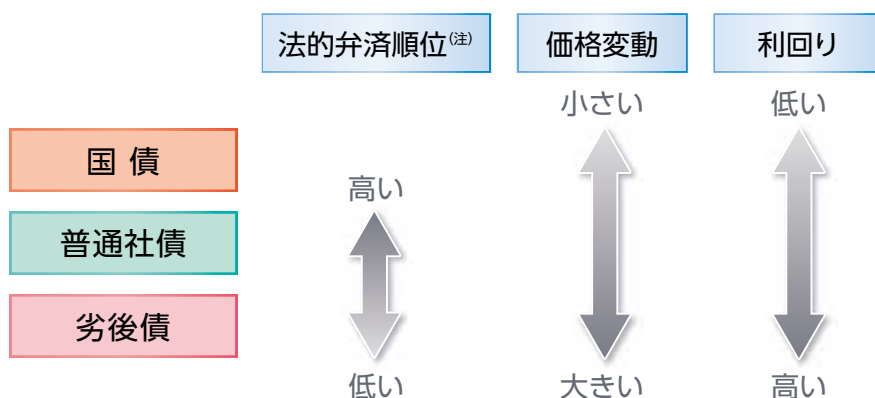 法的弁済順位(注) 価格変動 利回り
小さい 低い
国 債
高い
普通社債
劣後債
低い 大きい 高い